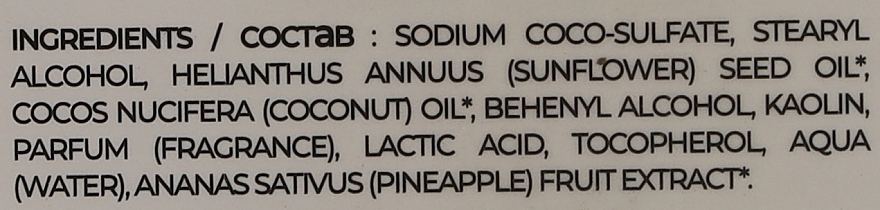 INGREDIENTS / СОСТаВ : SODIUM COCO-SULFATE, STEARYL
ALCOHOL, HELIANTHUS ANNUUS (SUNFLOWER) SEED OIL*,
COCOS NUCIFERA (COCONUT) OIL*, BEHENYL ALCOHOL, KAOLIN,
PARFUM (FRAGRANCE), LACTIC ACID, TOCOPHEROL, AQUA
(WATER), ANANAS SATIVUS (PINEAPPLE) FRUIT EXTRACT*.